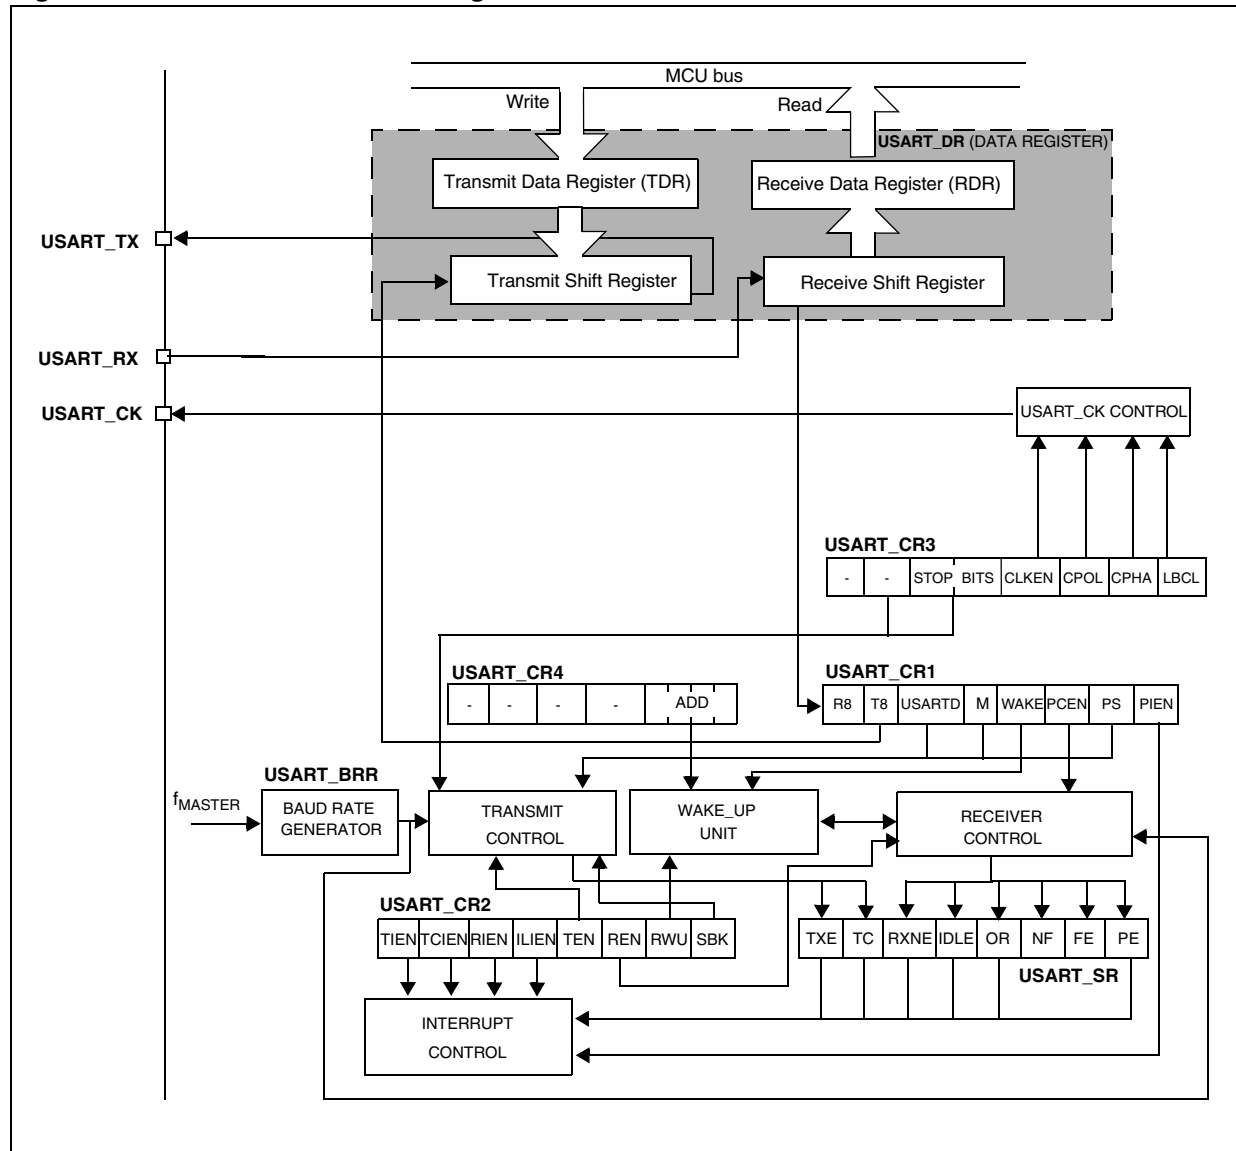 MCU bus
Write
Read
USART_DR (DATA REGISTER)
Transmit Data Register (TDR)
Receive Data Register (RDR)
USART_TX
Transmit Shift Register
Receive Shift Register
USART_RX
USART_CK
USART_CK CONTROL
USART_CR3
- - STOP BITS CLKEN CPOL CPHA LBCL
USART_CR4
- - - - ADD
USART_CR1
R8 T8 USARTD M WAKE PCEN PS PIEN
USART_BRR
fMASTER
BAUD RATE
GENERATOR
TRANSMIT
CONTROL
WAKE_UP
UNIT
RECEIVER
CONTROL
USART_CR2
TIEN TCIEN RIEN ILIEN TEN REN RWU SBK
TXE TC RXNE IDLE OR NF FE PE
USART_SR
INTERRUPT
CONTROL